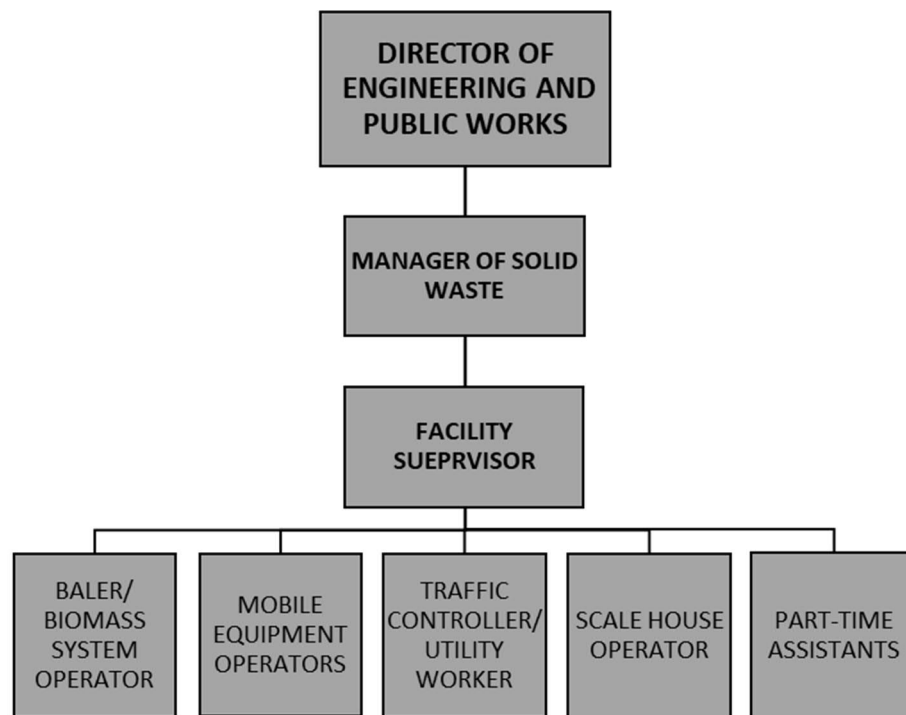 DIRECTOR OF
ENGINEERING AND
PUBLIC WORKS
MANAGER OF SOLID
WASTE
FACILITY
SUEPRVISOR
BALER/
BIOMASS
SYSTEM
OPERATOR
MOBILE
EQUIPMENT
OPERATORS
TRAFFIC
CONTROLLER/
UTILITY
WORKER
SCALE HOUSE
OPERATOR
PART-TIME
ASSISTANTS